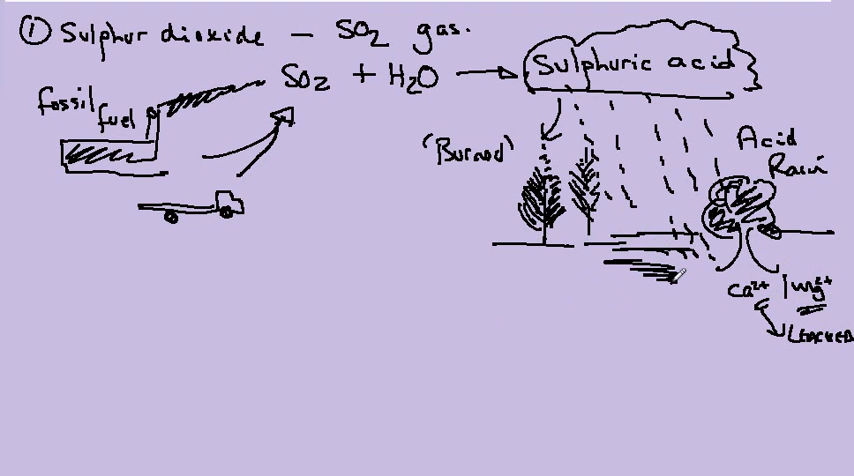 ① Sulphur dioxide – SO2 gas.
SO2 + H2O → Sulphuric acid
fossil fuel
'Burned'
Acid Rain
Ca2+ | Mg2+
LEACHED